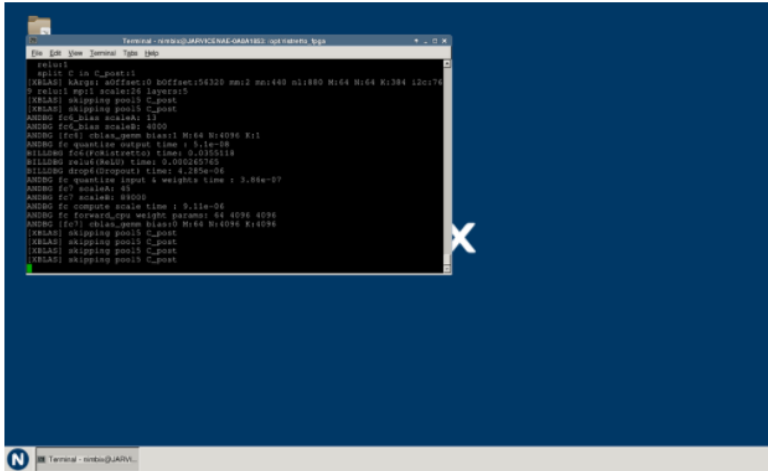 Terminal - nimbix@JARVICENAE-0A0A1853: /opt/
File Edit View Terminal Tabs Help
relu:1
split C in C_post:1
[XBLAS] kArgs: aOffset:0 bOffset:56320 mm:2 mn:440 nl:880 M:64 N:64 K:384 i2c:76
9 relu:1 mp:1 scale:26 layers:5
[XBLAS] skipping pool5 C_post
[XBLAS] skipping pool5 C_post
ANDBG fc6_bias scaleA: 13
ANDBG fc6_bias scaleB: 4000
ANDBG [fc6] cblas_gemm bias:1 M:64 N:4096 K:1
ANDBG fc quantize output time : 5.1e-08
BILLDBG fc6(FcRistretto) time: 0.0355118
BILLDBG relu6(ReLU) time: 0.000265765
BILLDBG drop6(Dropout) time: 4.285e-06
ANDBG fc quantize input & weights time : 3.86e-07
ANDBG fc7 scaleA: 45
ANDBG fc7 scaleB: 89000
ANDBG fc compute scale time : 9.11e-06
ANDBG fc forward_cpu weight params: 64 4096 4096
ANDBG [fc7] cblas_gemm bias:0 M:64 N:4096 K:4096
[XBLAS] skipping pool5 C_post
[XBLAS] skipping pool5 C_post
[XBLAS] skipping pool5 C_post
[XBLAS] skipping pool5 C_post
X
N
Terminal - nimbix@JARVI...